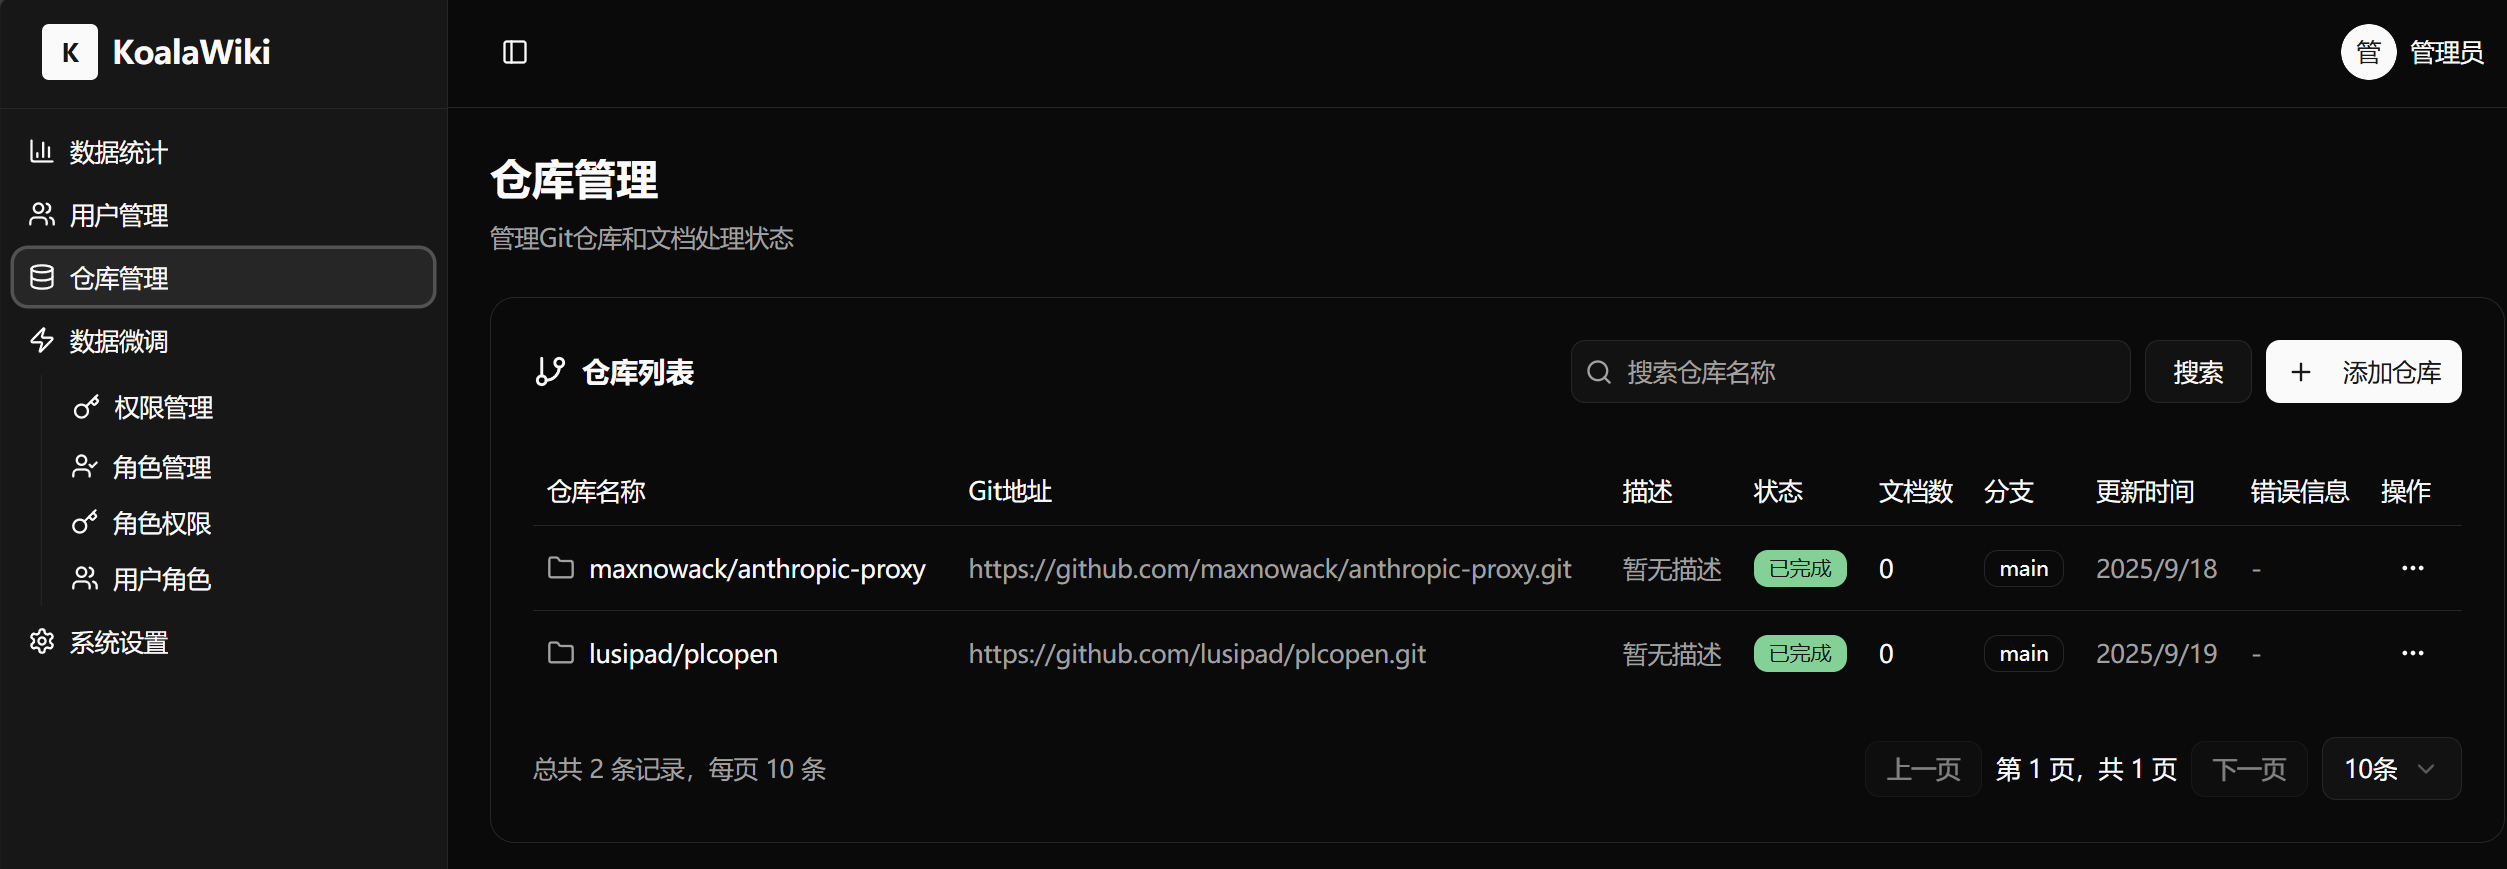 K KoalaWiki
管 管理员
数据统计
用户管理
仓库管理
数据微调
权限管理
角色管理
角色权限
用户角色
系统设置
仓库管理
管理Git仓库和文档处理状态
仓库列表 搜索仓库名称 搜索 + 添加仓库
仓库名称 Git地址 描述 状态 文档数 分支 更新时间 错误信息 操作
maxnowack/anthropic-proxy https://github.com/maxnowack/anthropic-proxy.git 暂无描述 已完成 0 main 2025/9/18 - ···
lusipad/plcopen https://github.com/lusipad/plcopen.git 暂无描述 已完成 0 main 2025/9/19 - ···
总共 2 条记录，每页 10 条 上一页 第 1 页，共 1 页 下一页 10条